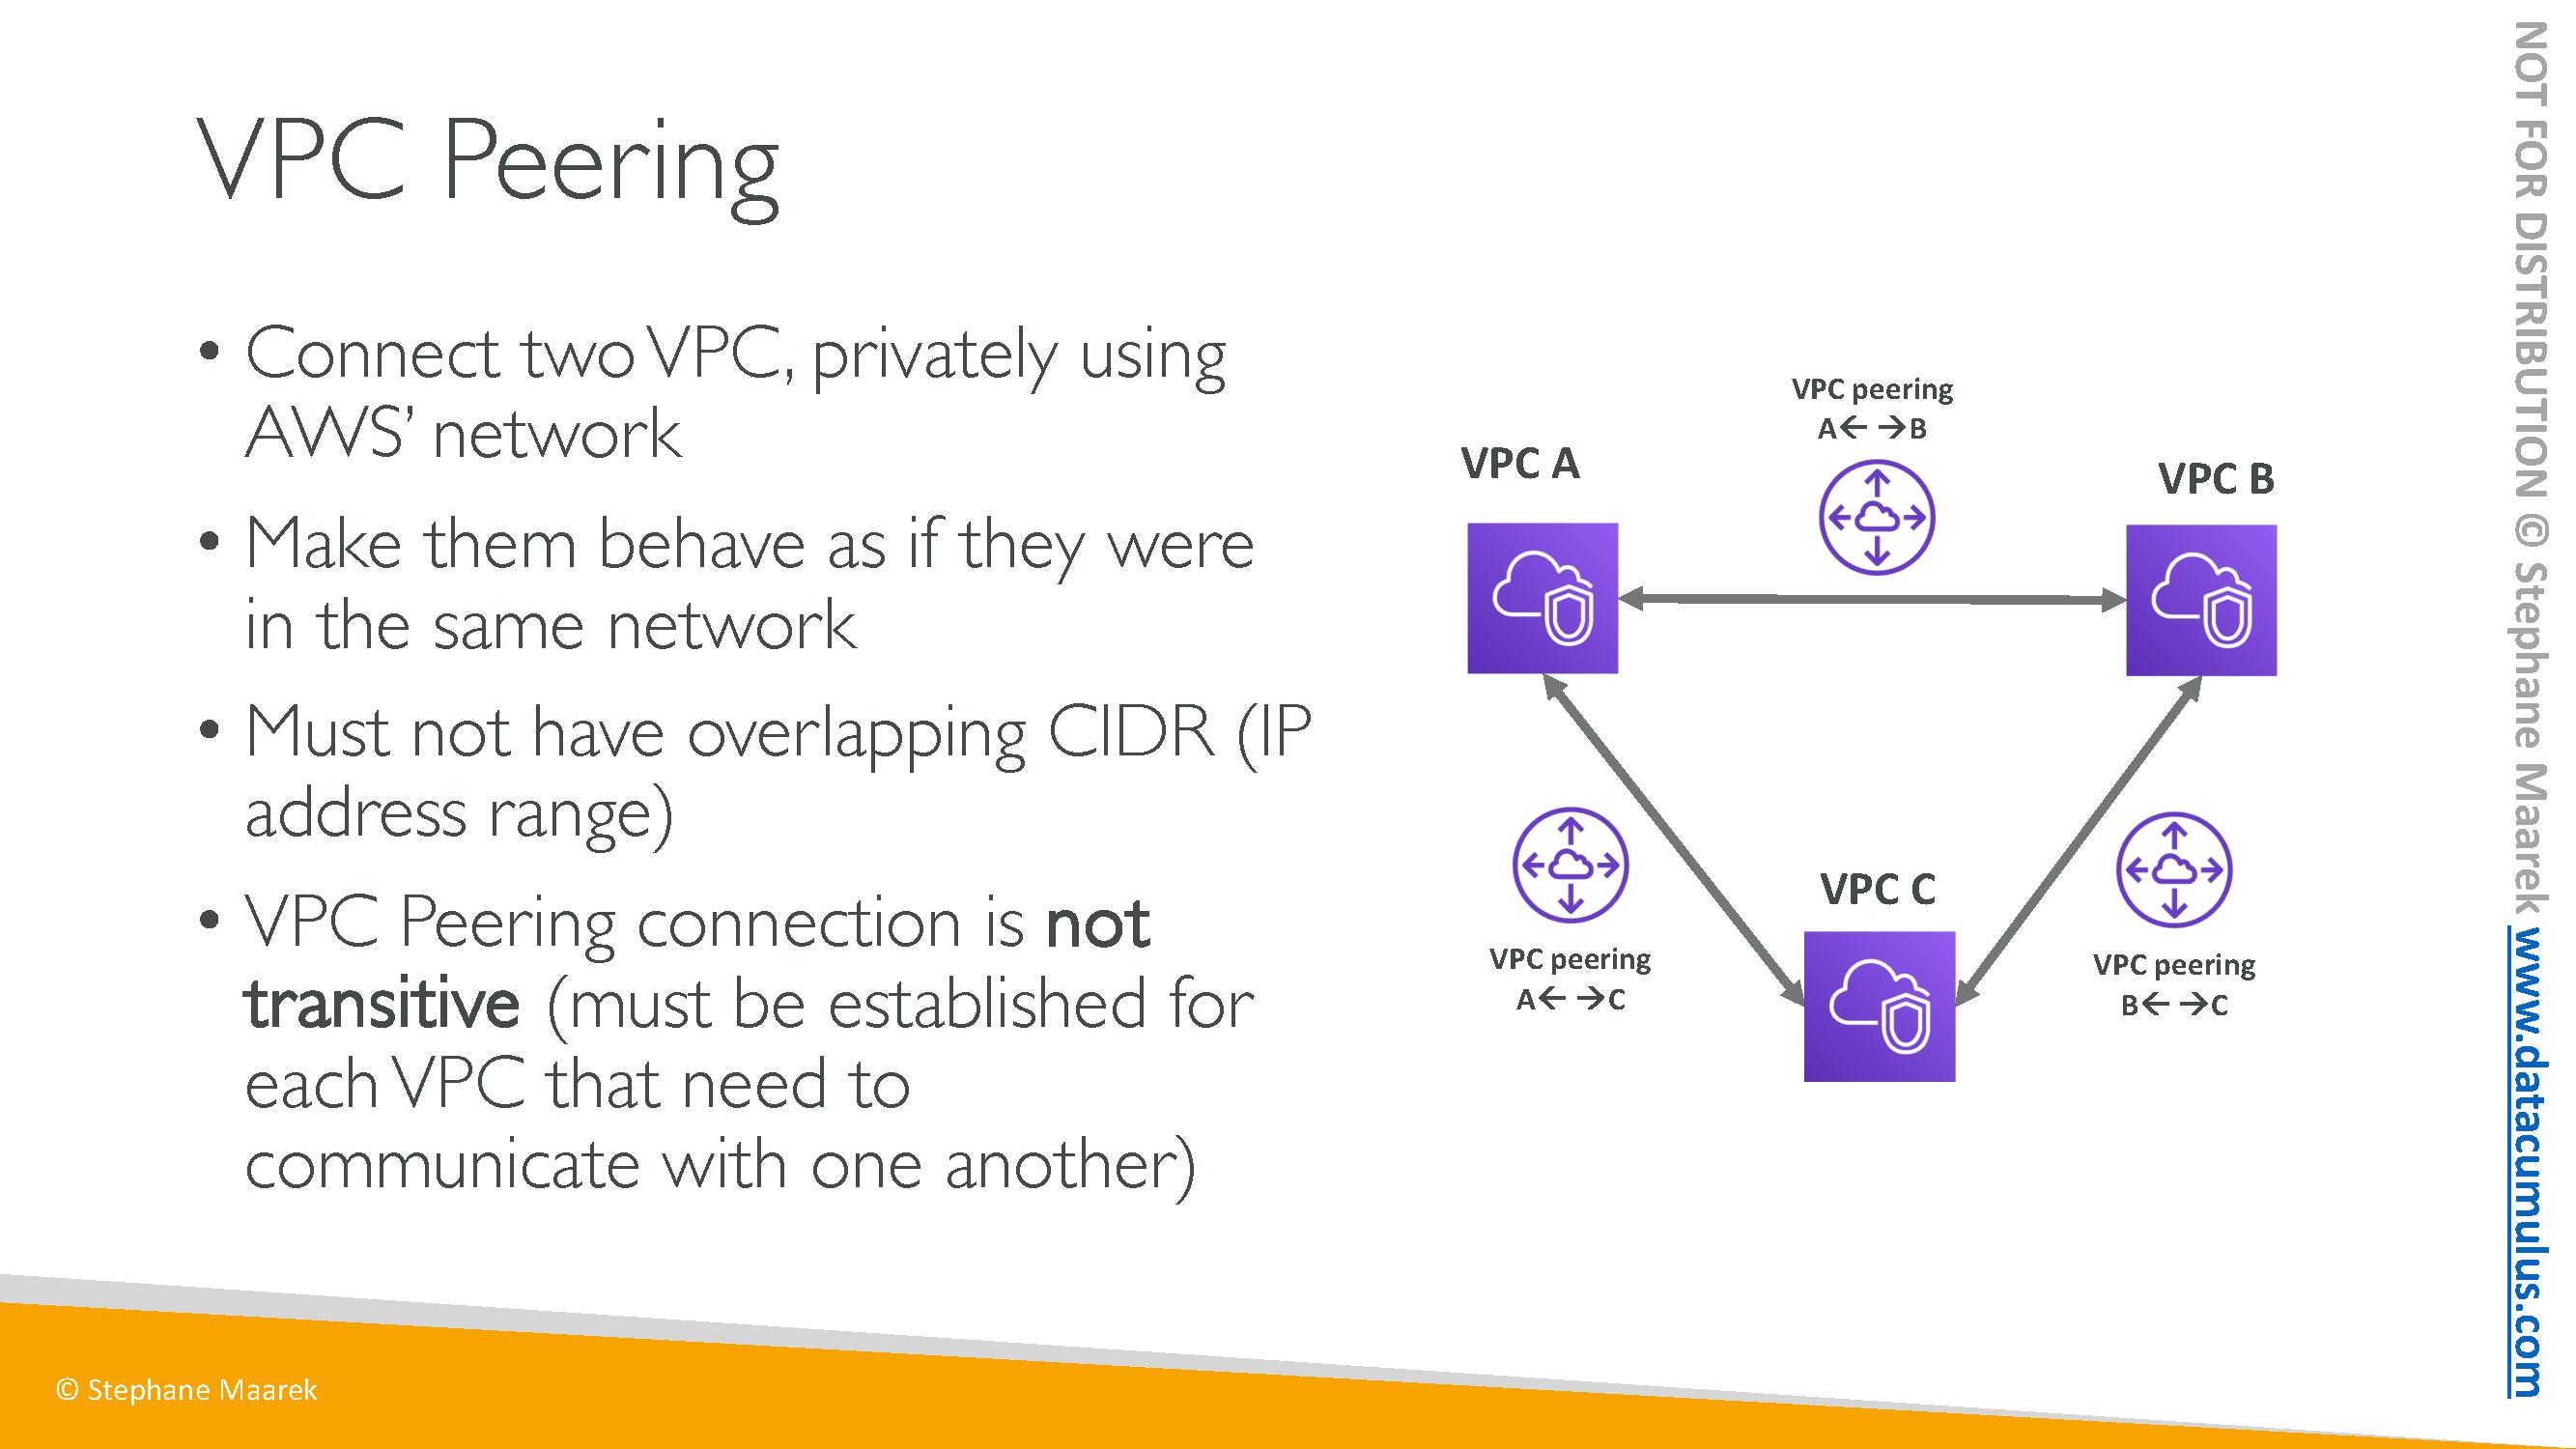 VPC Peering
• Connect two VPC, privately using
AWS’ network
• Make them behave as if they were
in the same network
• Must not have overlapping CIDR (IP
address range)
• VPC Peering connection is not
transitive (must be established for
each VPC that need to
communicate with one another)
VPC peering
A← →B
VPC A
VPC B
VPC C
VPC peering
A← →C
VPC peering
B← →C
© Stephane Maarek
NOT FOR DISTRIBUTION © Stephane Maarek www.datacumulus.com